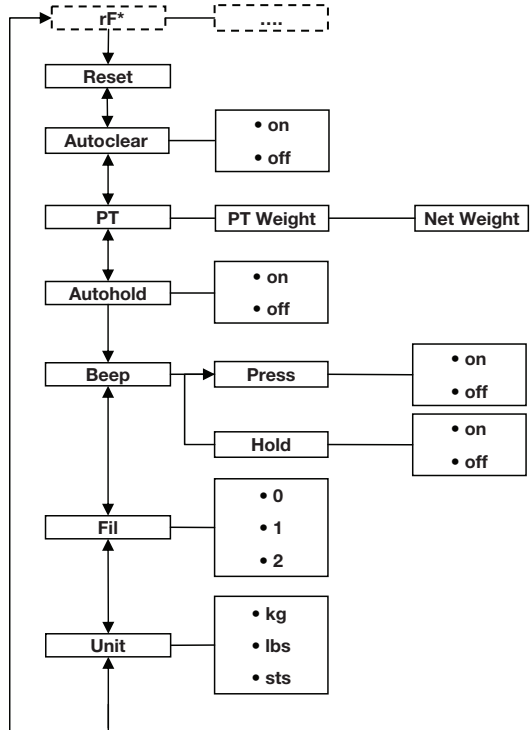 rF*
....
Reset
Autoclear
• on
• off
PT
PT Weight
Net Weight
Autohold
• on
• off
Beep
Press
• on
• off
Hold
• on
• off
Fil
• 0
• 1
• 2
Unit
• kg
• lbs
• sts